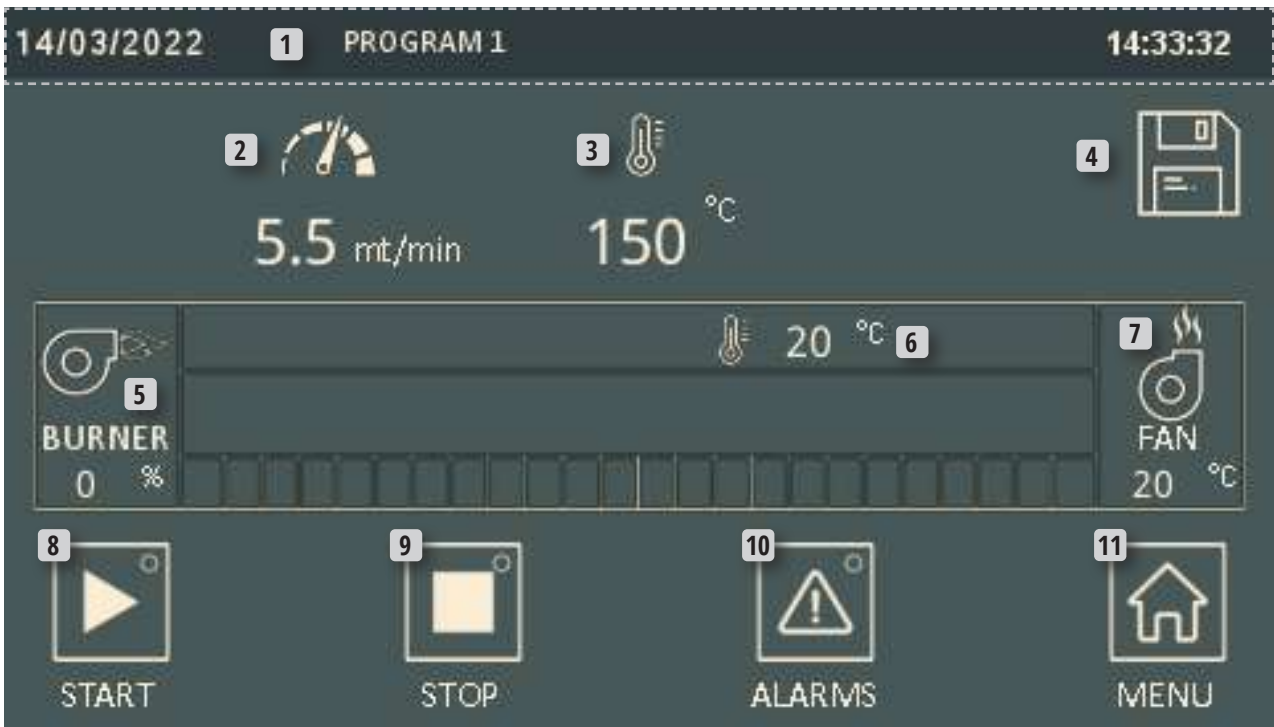 14/03/2022 1 PROGRAM 1 14:33:32
2 3 4
5.5 mt/min 150 °C
20 °C 6 7
5
BURNER FAN
0 % 20 °C
8 9 10 11
START STOP ALARMS MENU